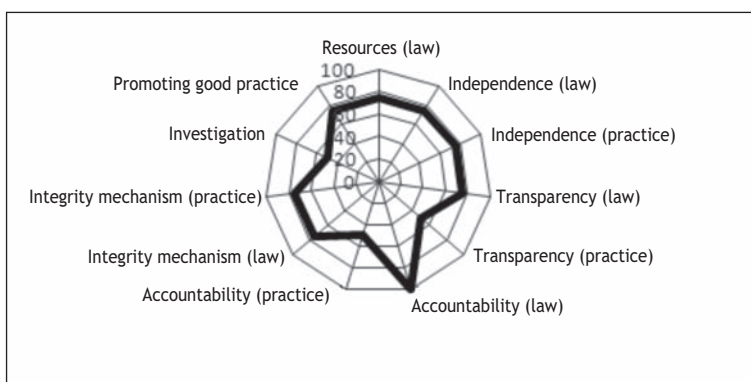 Resources (law)
100
Promoting good practice
80
Independence (law)
60
Investigation
40
Independence (practice)
20
0
Integrity mechanism (practice)
Transparency (law)
Integrity mechanism (law)
Transparency (practice)
Accountability (practice)
Accountability (law)